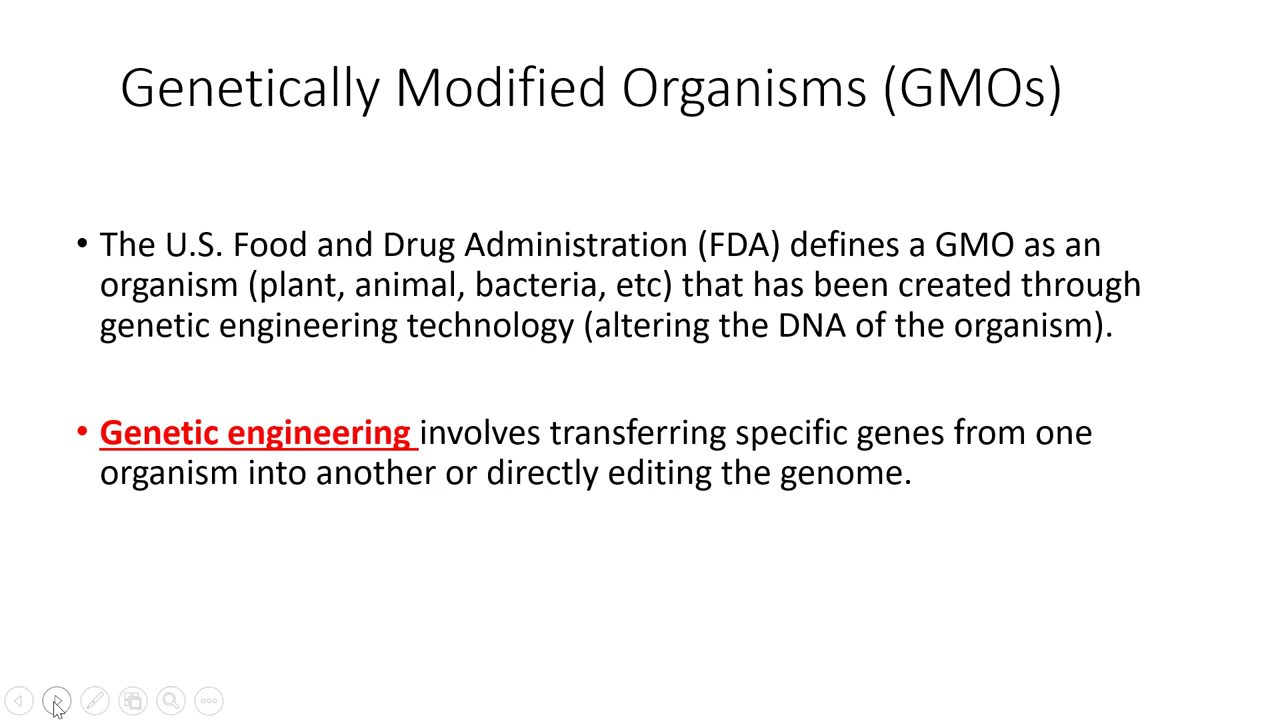 Genetically Modified Organisms (GMOs)
• The U.S. Food and Drug Administration (FDA) defines a GMO as an
organism (plant, animal, bacteria, etc) that has been created through
genetic engineering technology (altering the DNA of the organism).
• Genetic engineering involves transferring specific genes from one
organism into another or directly editing the genome.